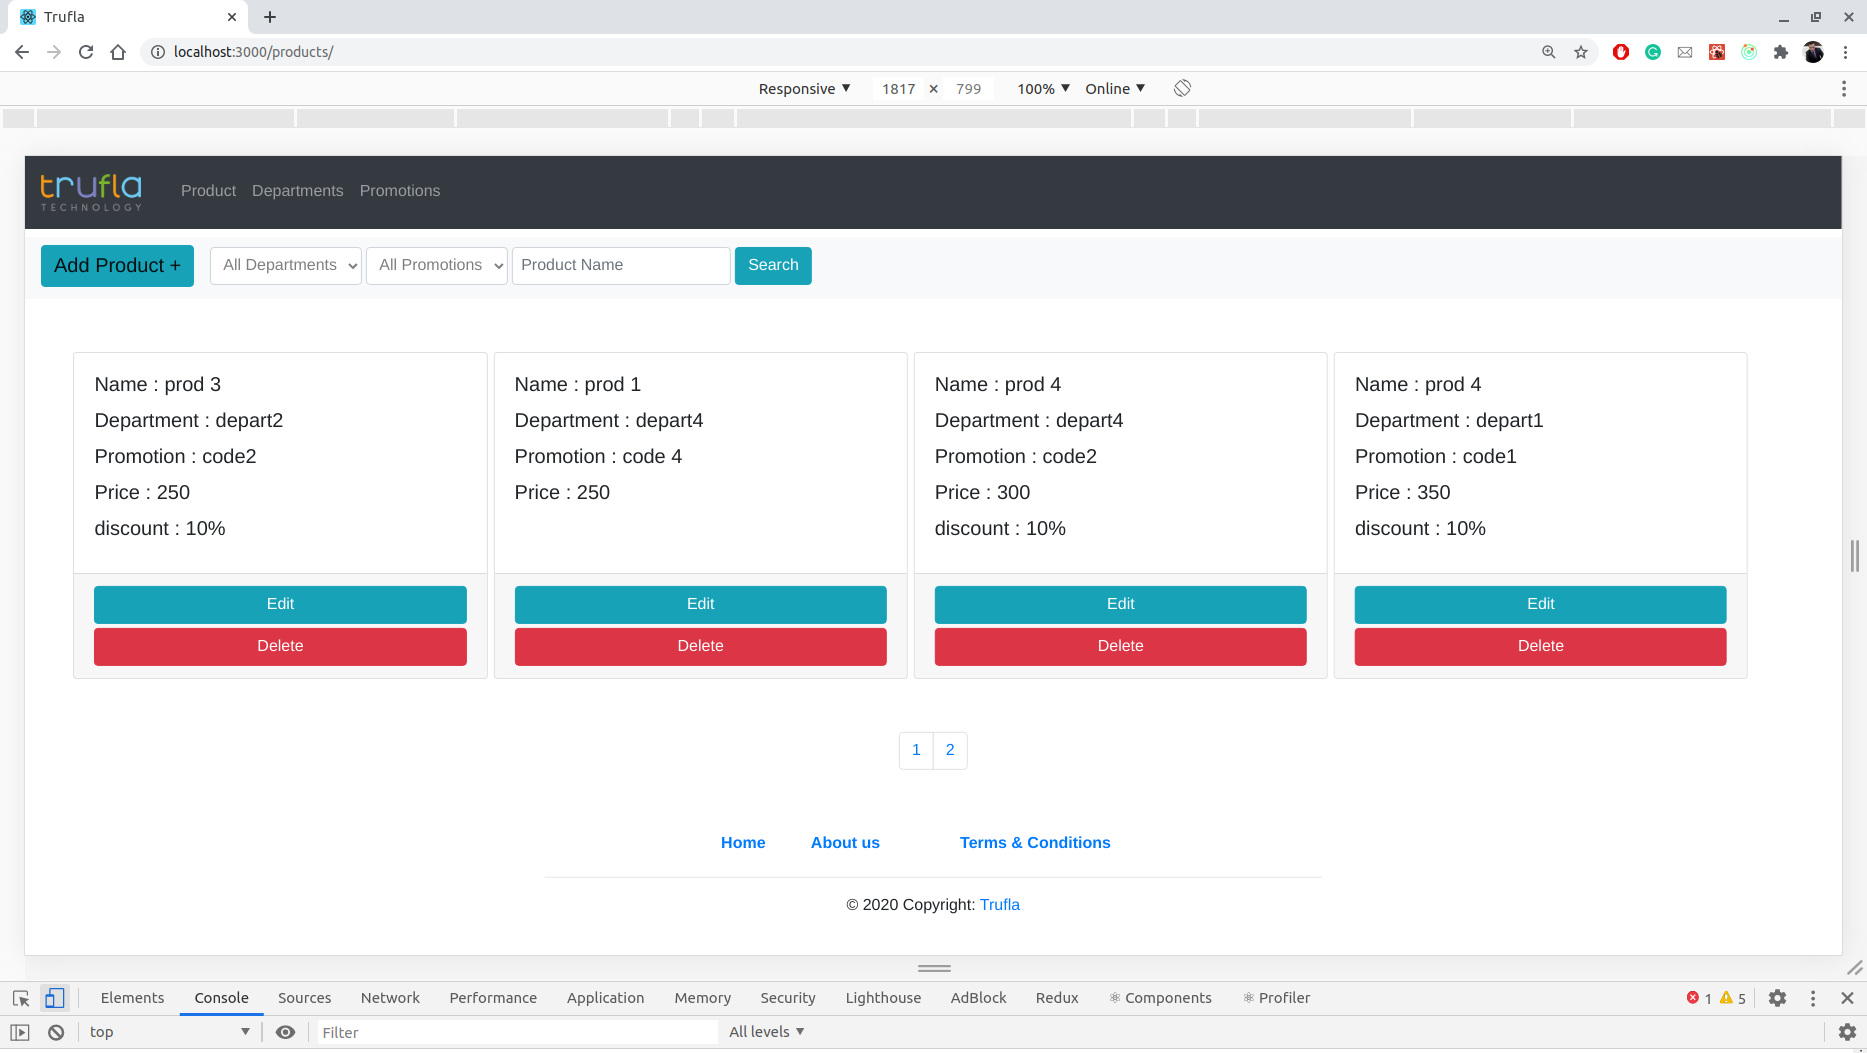 Trufla
localhost:3000/products/
Responsive ▼ 1817 × 799 100% ▼ Online ▼
trufla
TECHNOLOGY
Product Departments Promotions
Add Product + All Departments All Promotions Product Name Search
Name : prod 3
Department : depart2
Promotion : code2
Price : 250
discount : 10%
Edit
Delete
Name : prod 1
Department : depart4
Promotion : code 4
Price : 250
Edit
Delete
Name : prod 4
Department : depart4
Promotion : code2
Price : 300
discount : 10%
Edit
Delete
Name : prod 4
Department : depart1
Promotion : code1
Price : 350
discount : 10%
Edit
Delete
1 2
Home About us Terms & Conditions
© 2020 Copyright: Trufla
Elements Console Sources Network Performance Application Memory Security Lighthouse AdBlock Redux ⚛ Components ⚛ Profiler 1 5
top ▼ Filter All levels ▼